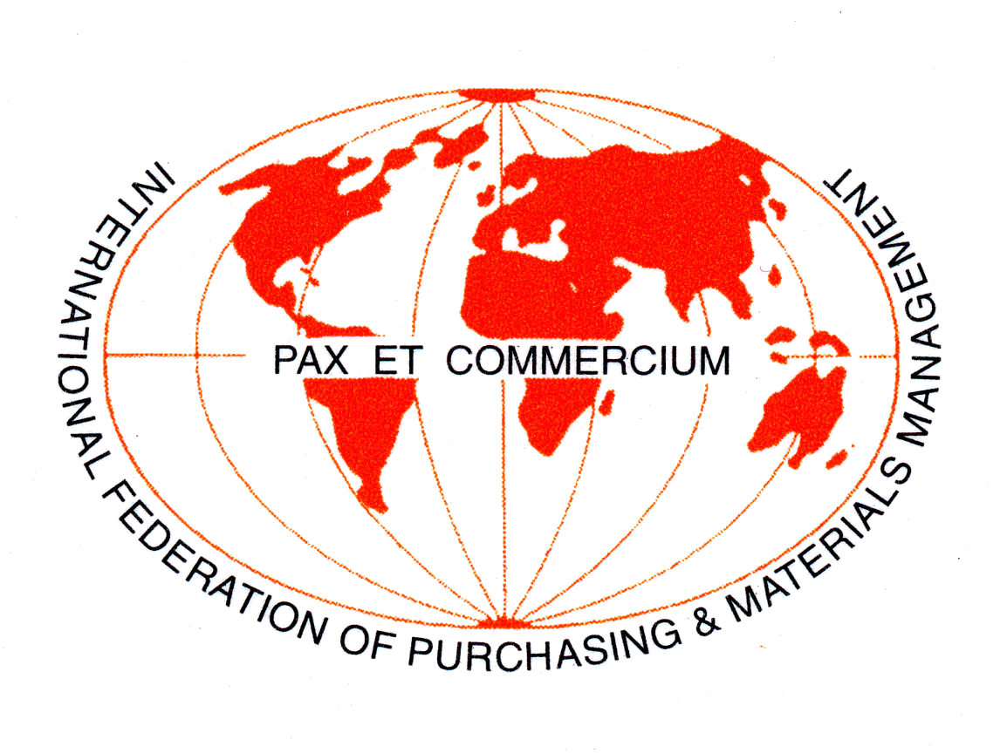 PAX ET COMMERCIUM
INTERNATIONAL FEDERATION OF PURCHASING & MATERIALS MANAGEMENT